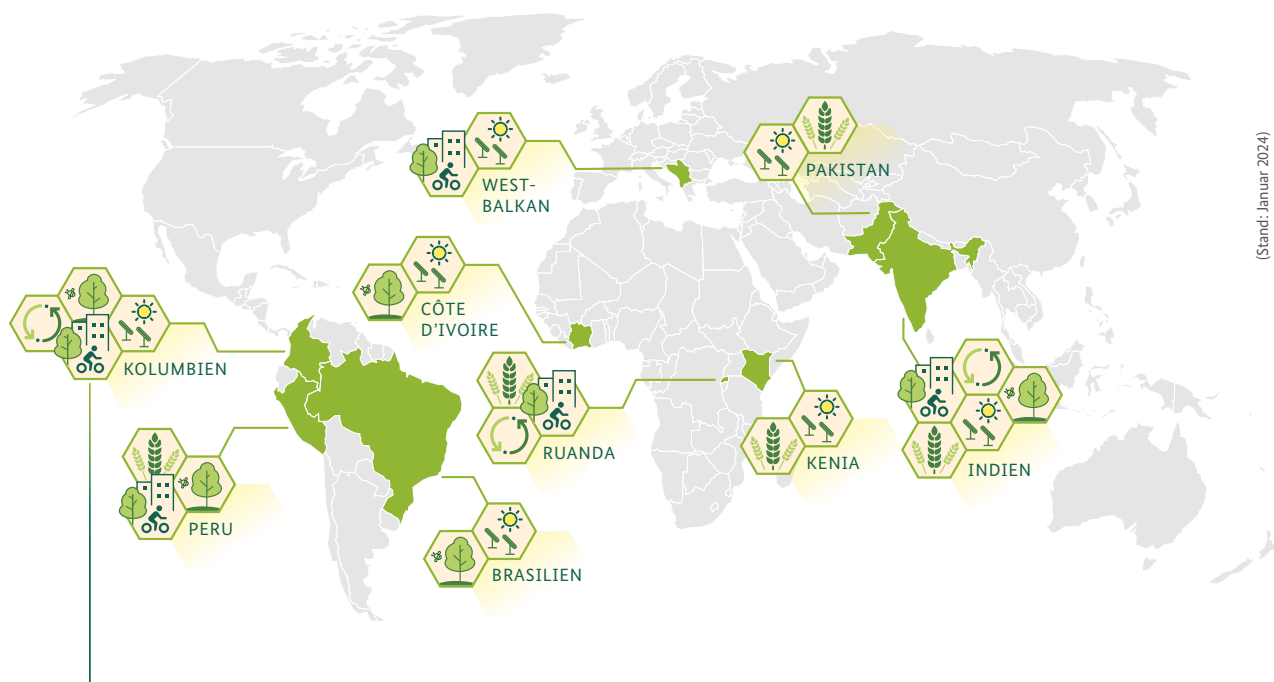 PAKISTAN
WEST-
BALKAN
CÔTE
D’IVOIRE
KOLUMBIEN
RUANDA
KENIA
INDIEN
PERU
BRASILIEN
(Stand: Januar 2024)